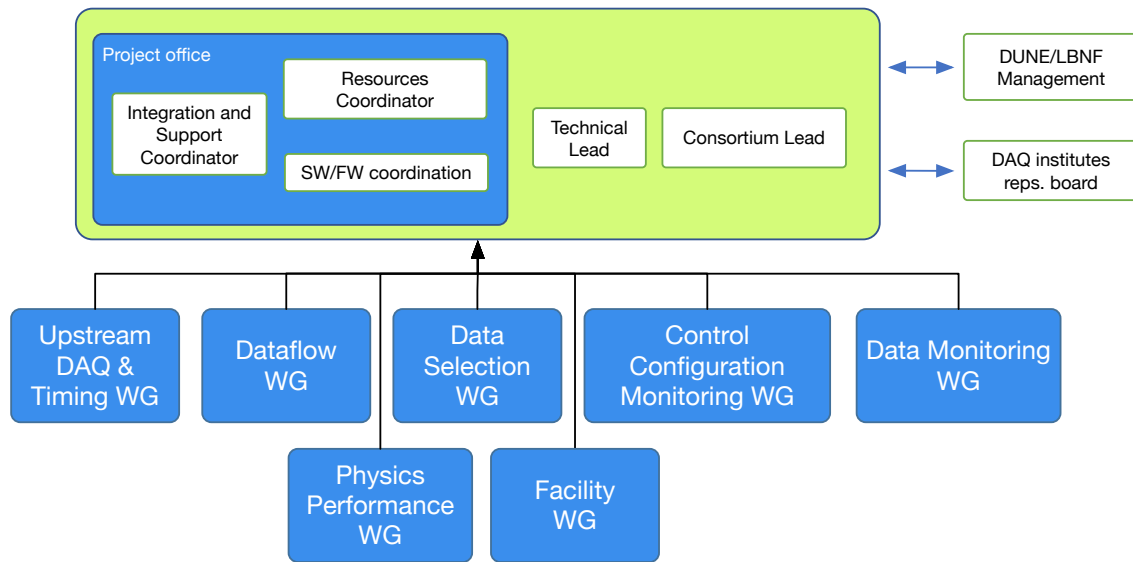 Project office
Resources
Coordinator
Integration and
Support
Coordinator
SW/FW coordination
Technical
Lead
Consortium Lead
DUNE/LBNF
Management
DAQ institutes
reps. board
Upstream
DAQ &
Timing WG
Dataflow
WG
Data
Selection
WG
Control
Configuration
Monitoring WG
Data Monitoring
WG
Physics
Performance
WG
Facility
WG